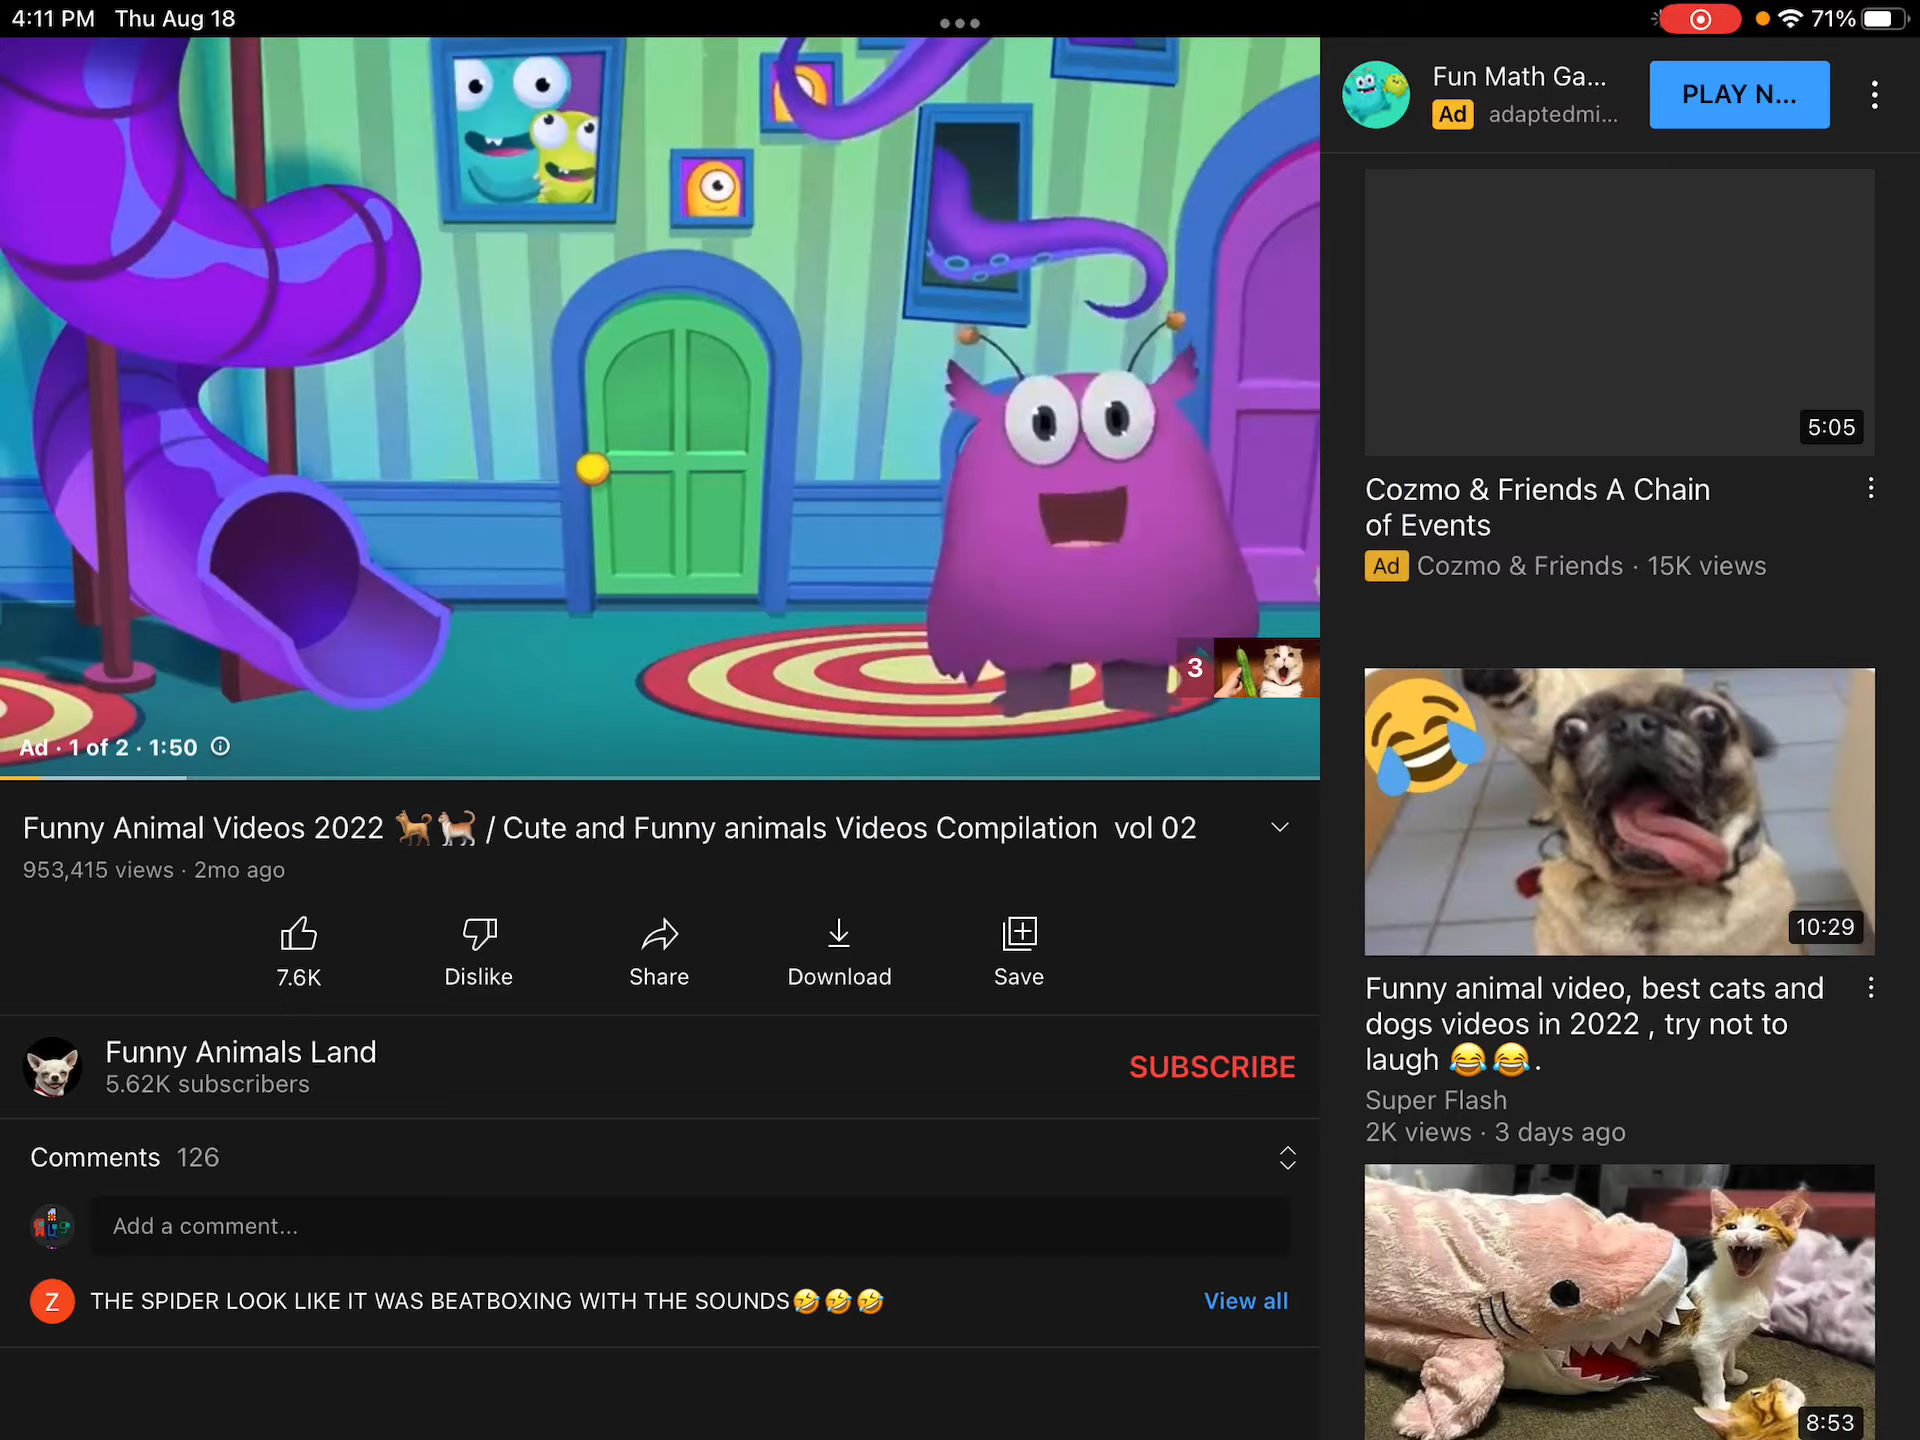 4:11 PM Thu Aug 18
71%
Fun Math Ga...
Ad adaptedmi...
PLAY N...
5:05
Cozmo & Friends A Chain
of Events
Ad Cozmo & Friends · 15K views
3
Ad · 1 of 2 · 1:50
Funny Animal Videos 2022 🐕🐈 / Cute and Funny animals Videos Compilation vol 02
953,415 views · 2mo ago
7.6K
Dislike
Share
Download
Save
Funny Animals Land
5.62K subscribers
SUBSCRIBE
Comments 126
Add a comment...
Z
THE SPIDER LOOK LIKE IT WAS BEATBOXING WITH THE SOUNDS🤣🤣🤣
View all
10:29
Funny animal video, best cats and
dogs videos in 2022 , try not to
laugh 😂😂.
Super Flash
2K views · 3 days ago
8:53